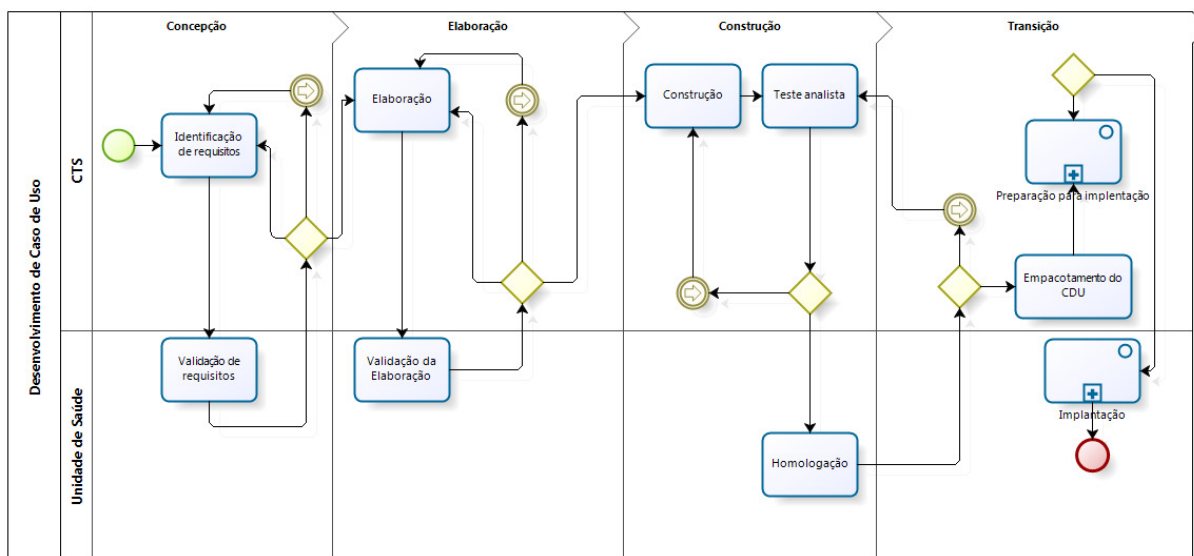 Concepção
Elaboração
Construção
Transição
Desenvolvimento de Caso de Uso
CTS
Unidade de Saúde
Identificação
de requisitos
Elaboração
Construção
Teste analista
Preparação para implentação
Empacotamento do
CDU
Validação de
requisitos
Validação da
Elaboração
Homologação
Implantação